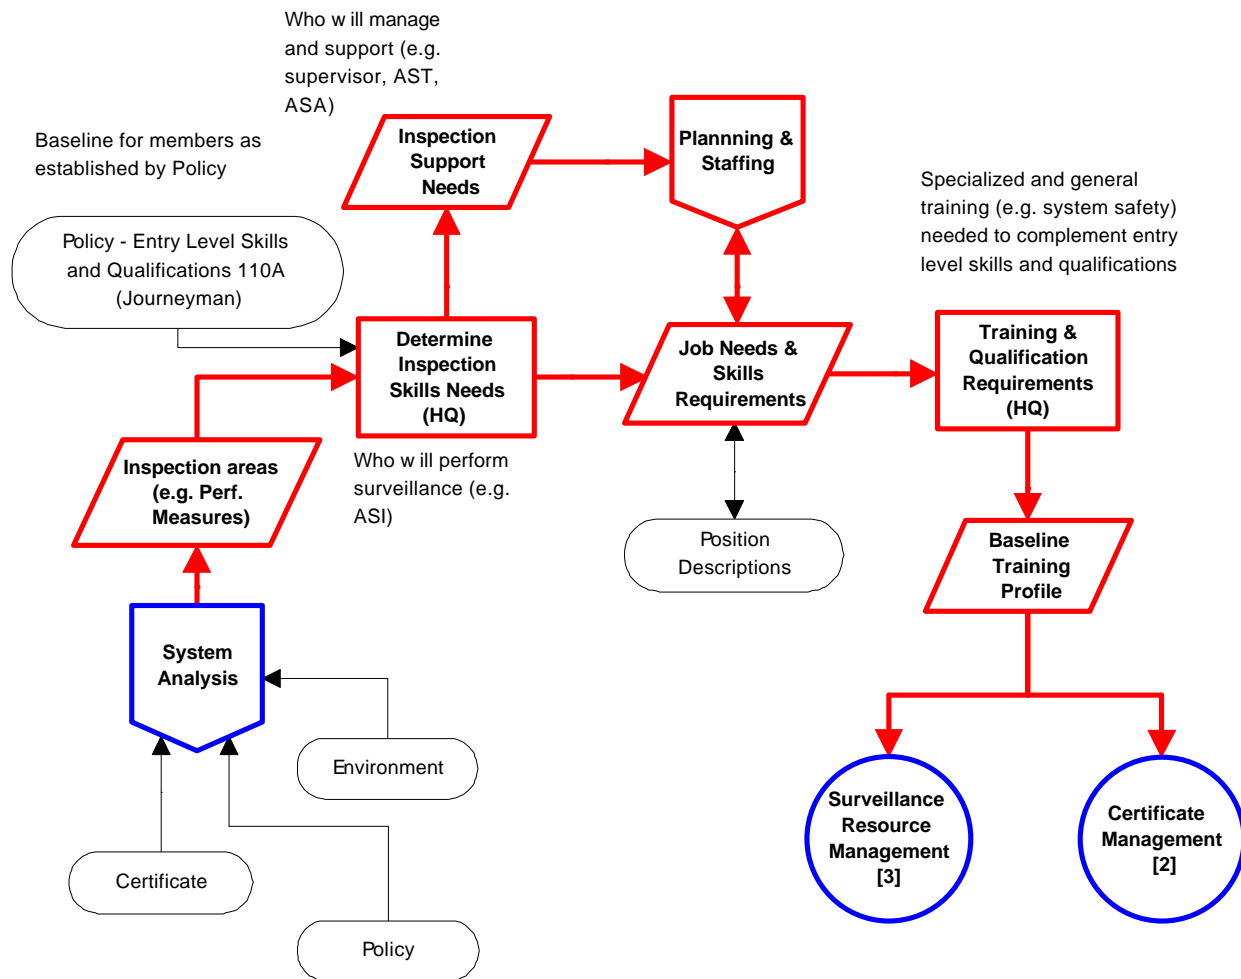 Who will manage
and support (e.g.
supervisor, AST,
ASA)
Baseline for members as
established by Policy
Inspection
Support
Needs
Plannning &
Staffing
Specialized and general
training (e.g. system safety)
needed to complement entry
level skills and qualifications
Policy - Entry Level Skills
and Qualifications 110A
(Journeyman)
Determine
Inspection
Skills Needs
(HQ)
Job Needs &
Skills
Requirements
Training &
Qualification
Requirements
(HQ)
Who will perform
surveillance (e.g.
ASI)
Inspection areas
(e.g. Perf.
Measures)
Position
Descriptions
Baseline
Training
Profile
System
Analysis
Environment
Certificate
Policy
Surveillance
Resource
Management
[3]
Certificate
Management
[2]